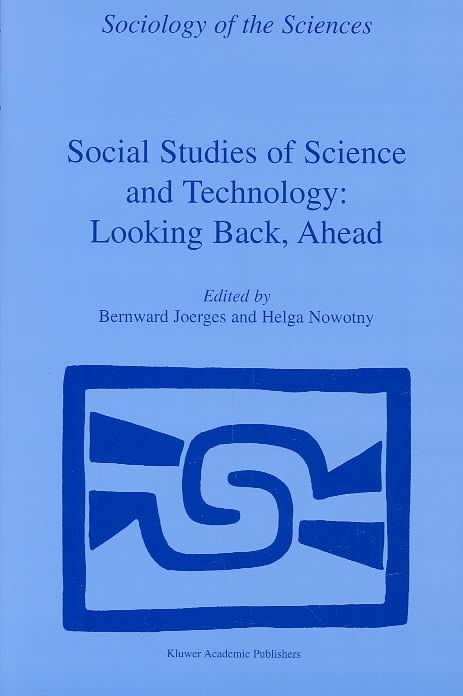 Sociology of the Sciences
Social Studies of Science
and Technology:
Looking Back, Ahead
Edited by
Bernward Joerges and Helga Nowotny
Kluwer Academic Publishers